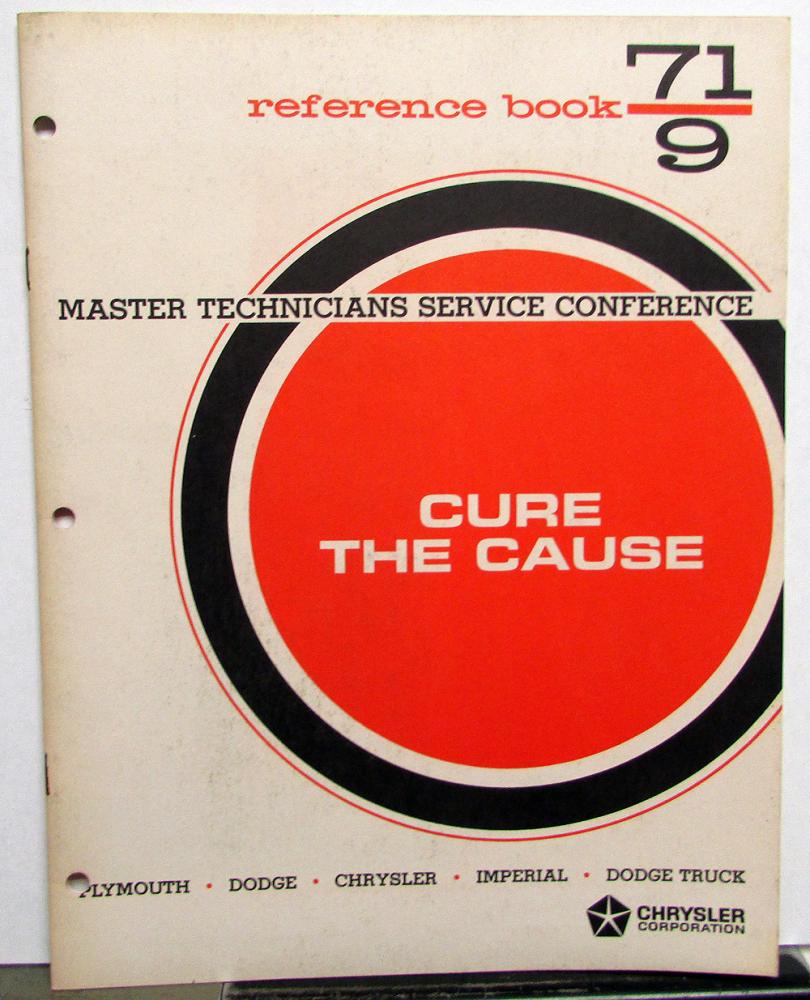 71
reference book
9
MASTER TECHNICIANS SERVICE CONFERENCE
CURE
THE CAUSE
PLYMOUTH • DODGE • CHRYSLER • IMPERIAL • DODGE TRUCK
CHRYSLER
CORPORATION